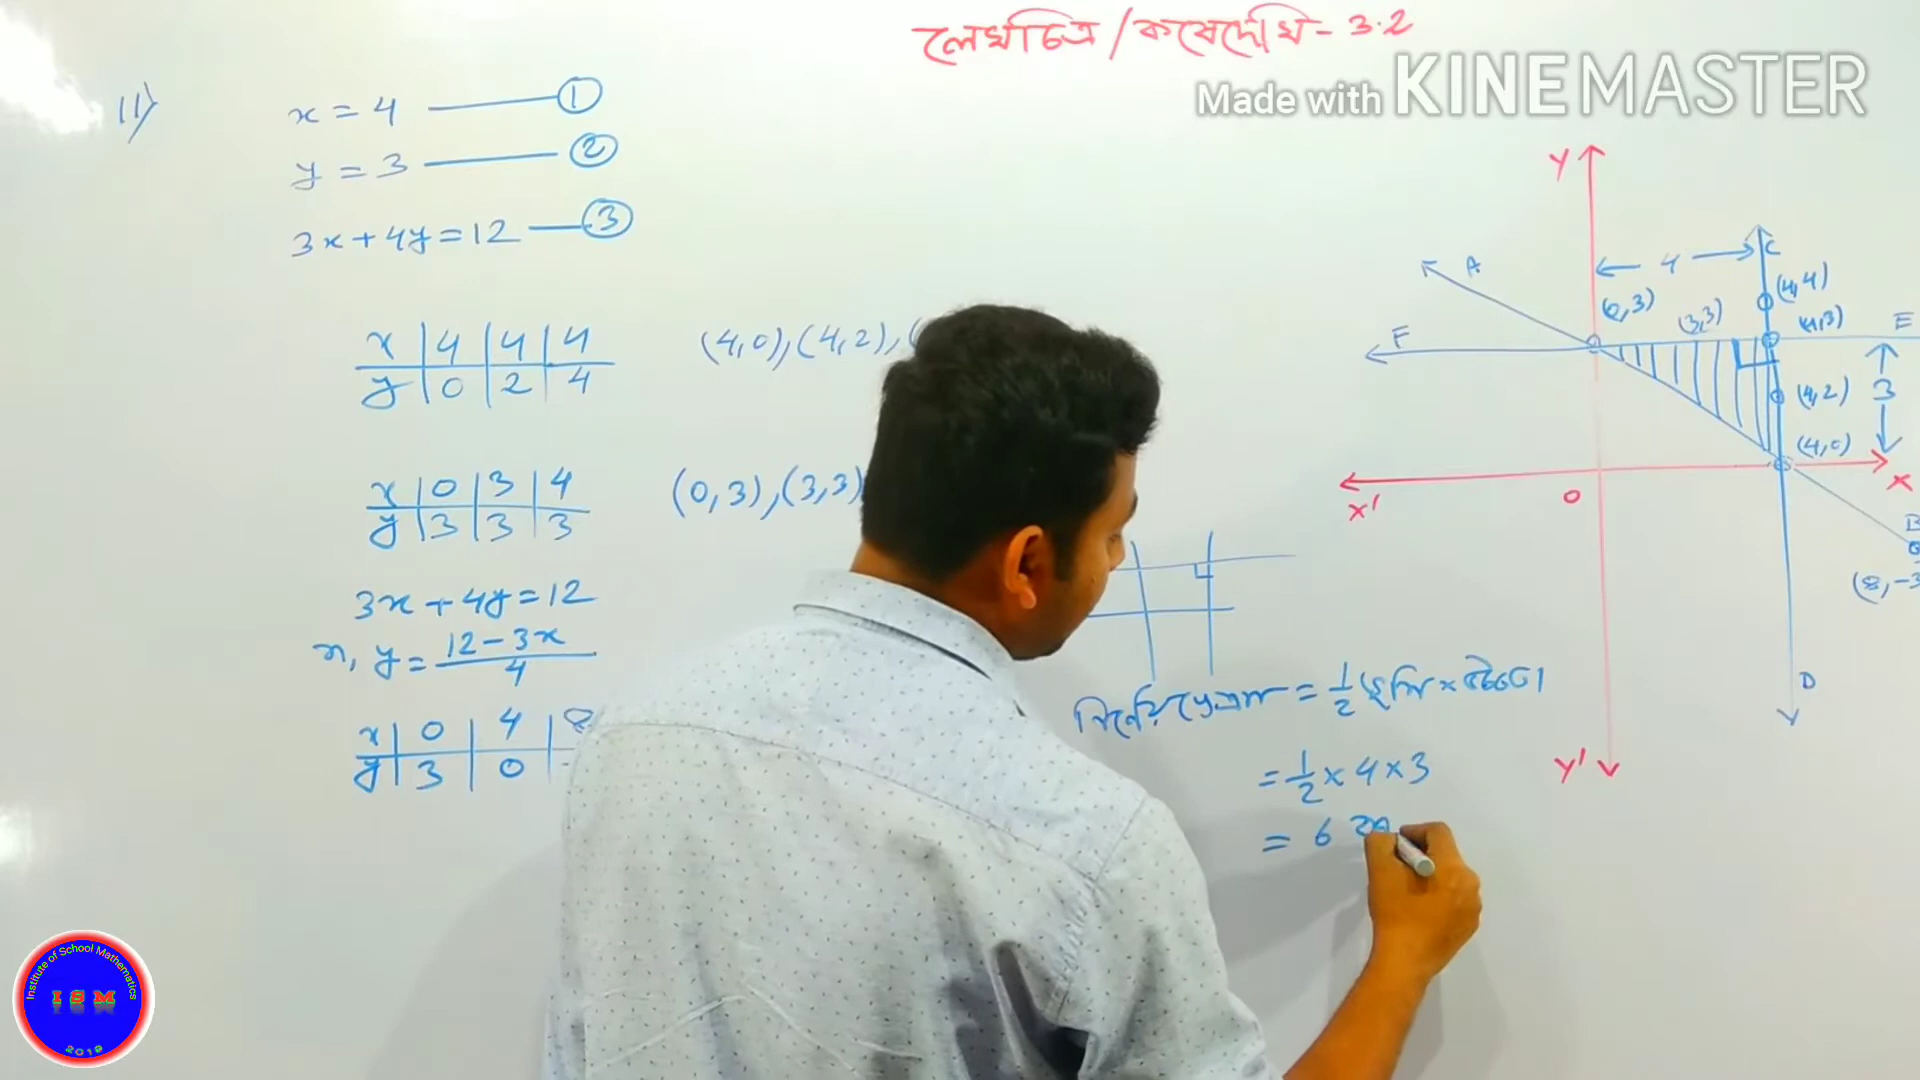 লেখচিত্র / কষেদেখি - 3.2
Made with KINEMASTER
11)
x = 4 ——— ①
y = 3 ——— ②
3x + 4y = 12 — ③
x | 4 | 4 | 4
y | 0 | 2 | 4
(4,0), (4,2), (
x | 0 | 3 | 4
y | 3 | 3 | 3
(0,3), (3,3)
3x + 4y = 12
y = 12 - 3x / 4
x | 0 | 4 | 8
y | 3 | 0 |
Y
A
4
C
(4,4)
(0,3)
(3,3)
(4,3)
E
F
(4,2)
3
(4,0)
X'
O
X
B
(8,-3
D
Y'
নির্ণেয় ক্ষেত্রফল = 1/2 ভূমি × উচ্চতা
= 1/2 × 4 × 3
= 6
Institute of School Mathematics
ISM
2019